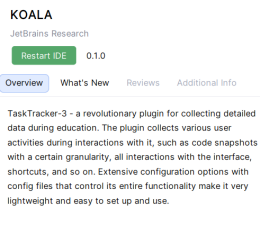 KOALA
JetBrains Research
Restart IDE 0.1.0
Overview What's New Reviews Additional Info
TaskTracker-3 - a revolutionary plugin for collecting detailed
data during education. The plugin collects various user
activities during interactions with it, such as code snapshots
with a certain granularity, all interactions with the interface,
shortcuts, and so on. Extensive configuration options with
config files that control its entire functionality make it very
lightweight and easy to set up and use.